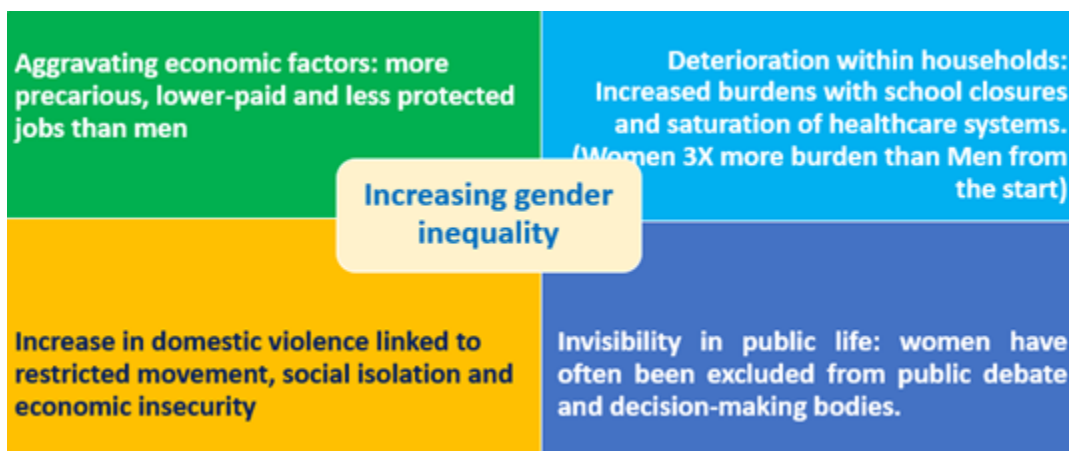 Aggravating economic factors: more
precarious, lower-paid and less protected
jobs than men
Deterioration within households:
Increased burdens with school closures
and saturation of healthcare systems.
(Women 3X more burden than Men from
the start)
Increasing gender
inequality
Increase in domestic violence linked to
restricted movement, social isolation and
economic insecurity
Invisibility in public life: women have
often been excluded from public debate
and decision-making bodies.